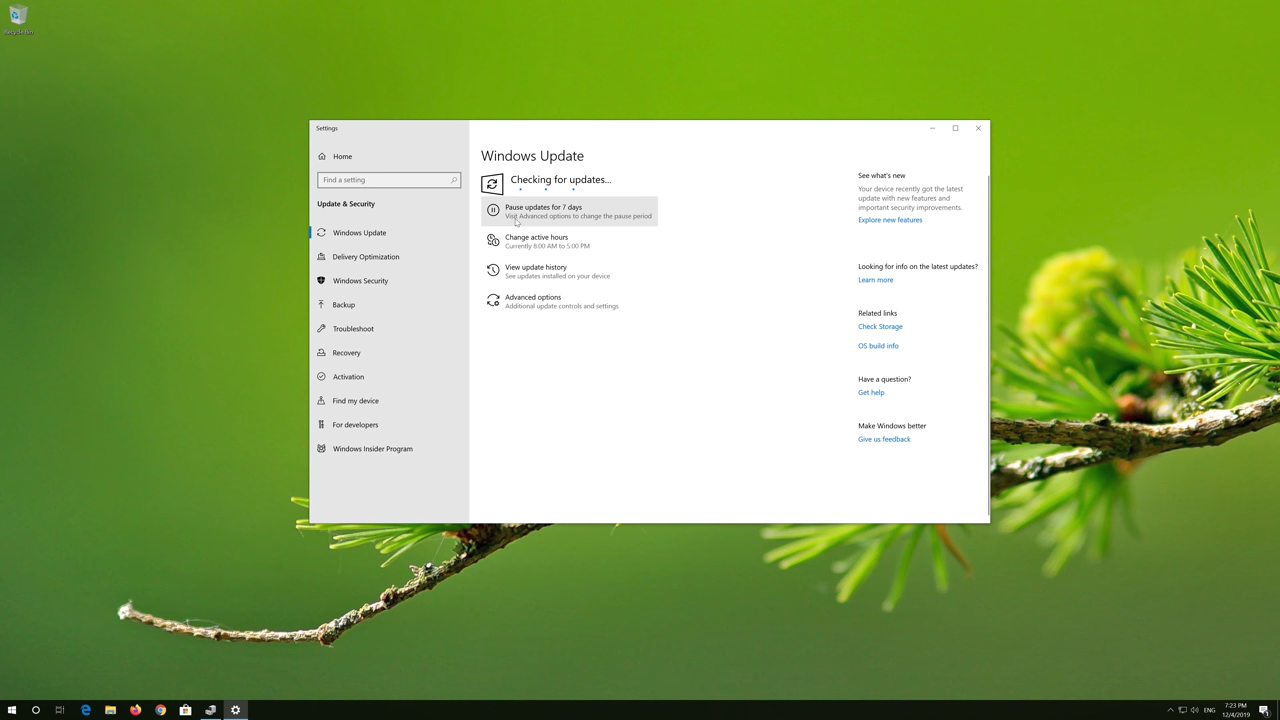 Recycle Bin
Settings
Home
Find a setting
Update & Security
Windows Update
Delivery Optimization
Windows Security
Backup
Troubleshoot
Recovery
Activation
Find my device
For developers
Windows Insider Program
Windows Update
Checking for updates...
Pause updates for 7 days
Visit Advanced options to change the pause period
Change active hours
Currently 8:00 AM to 5:00 PM
View update history
See updates installed on your device
Advanced options
Additional update controls and settings
See what's new
Your device recently got the latest
update with new features and
important security improvements.
Explore new features
Looking for info on the latest updates?
Learn more
Related links
Check Storage
OS build info
Have a question?
Get help
Make Windows better
Give us feedback
ENG
7:23 PM
12/4/2019
1